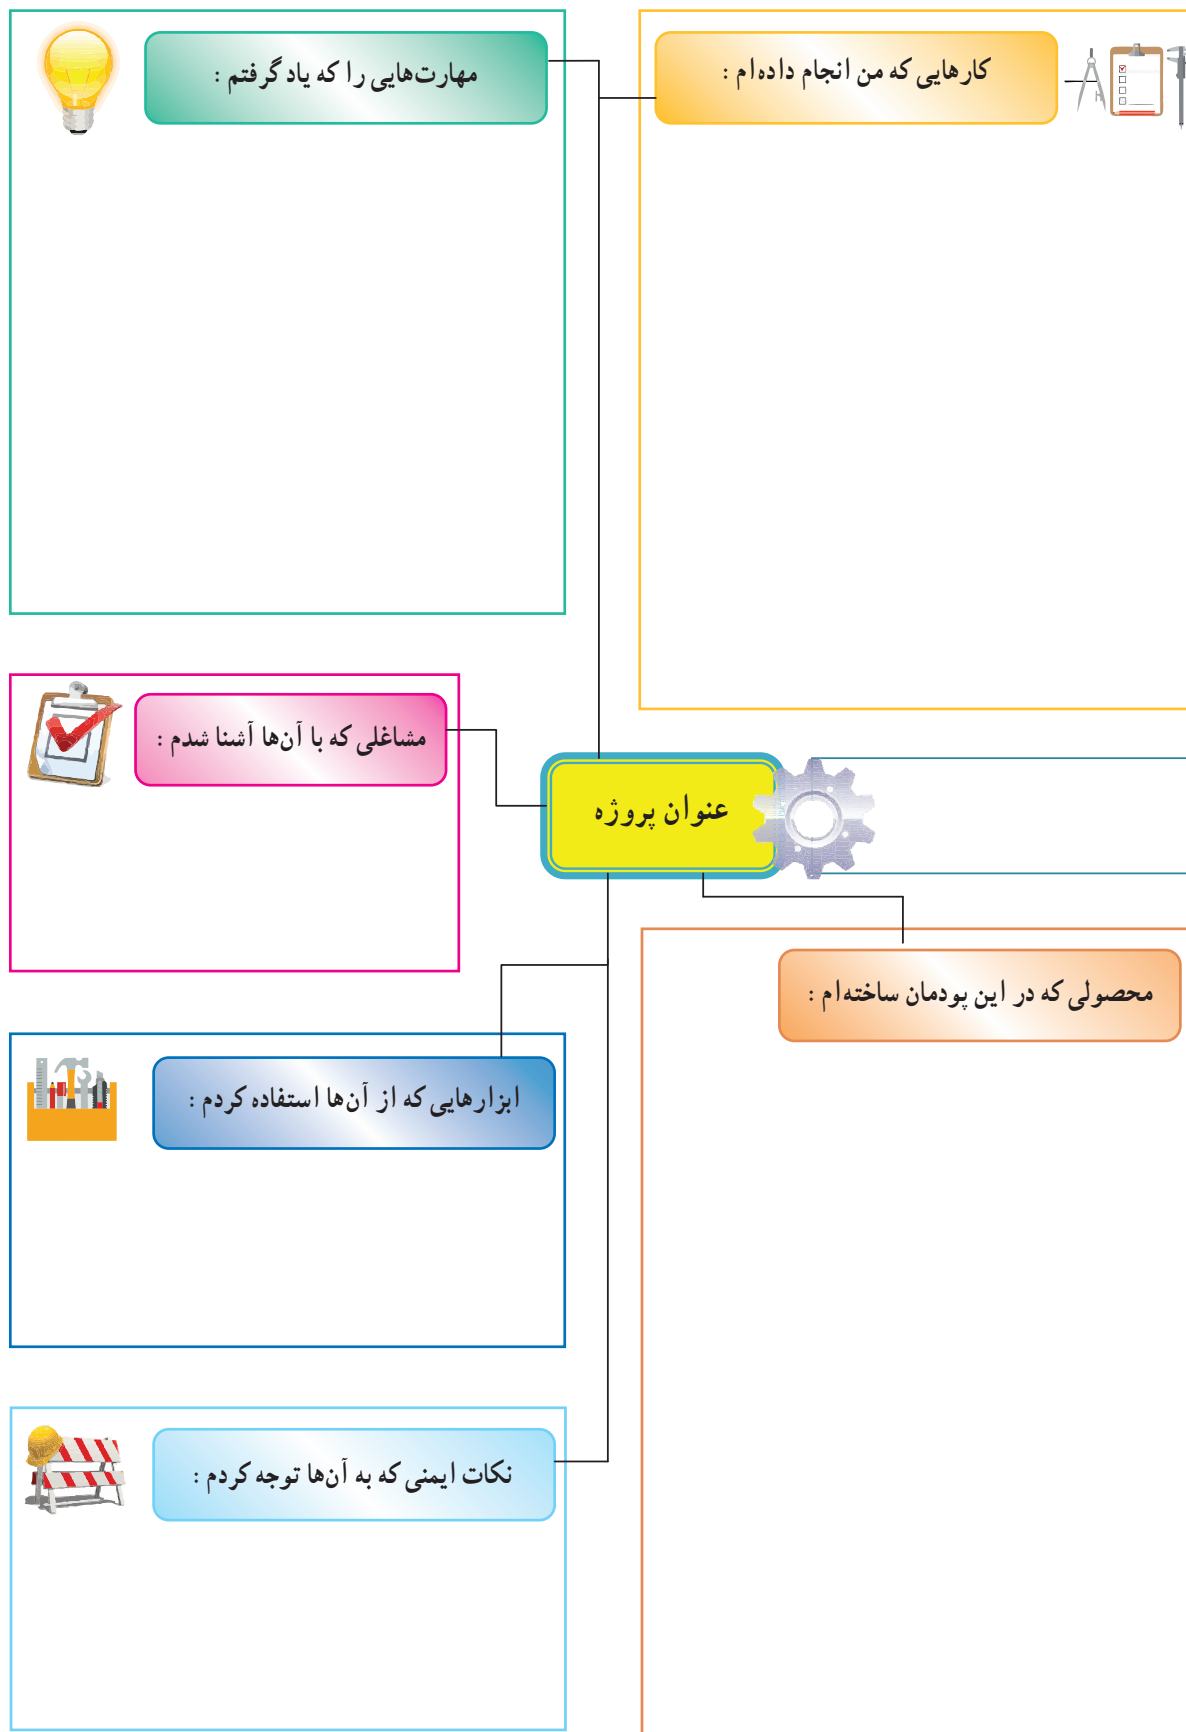 کارهایی که من انجام داده‌ام :
مهارت‌هایی را که یاد گرفتم :
مشاغلی که با آن‌ها آشنا شدم :
عنوان پروژه
محصولی که در این پودمان ساخته‌ام :
ابزارهایی که از آن‌ها استفاده کردم :
نکات ایمنی که به آن‌ها توجه کردم :